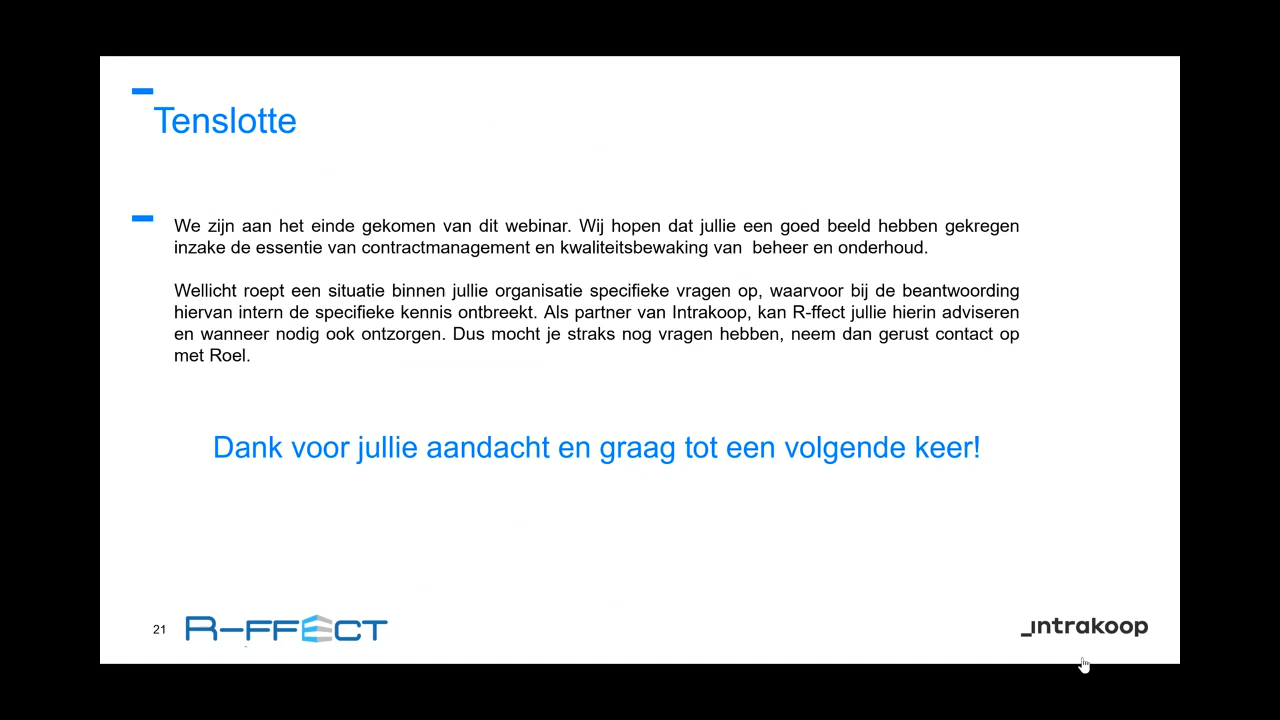 Tenslotte
We zijn aan het einde gekomen van dit webinar. Wij hopen dat jullie een goed beeld hebben gekregen
inzake de essentie van contractmanagement en kwaliteitsbewaking van  beheer en onderhoud.
Wellicht roept een situatie binnen jullie organisatie specifieke vragen op, waarvoor bij de beantwoording
hiervan intern de specifieke kennis ontbreekt. Als partner van Intrakoop, kan R-ffect jullie hierin adviseren
en wanneer nodig ook ontzorgen. Dus mocht je straks nog vragen hebben, neem dan gerust contact op
met Roel.
Dank voor jullie aandacht en graag tot een volgende keer!
21
R-FFECT
_intrakoop